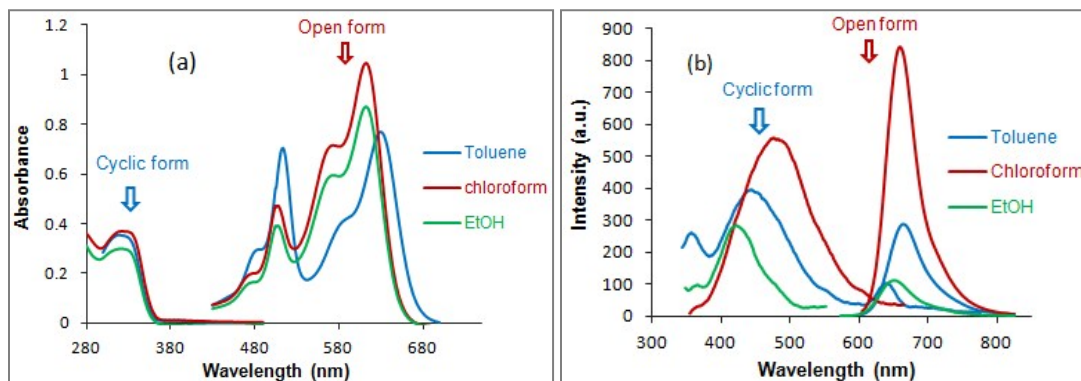 (a)
Open form
Cyclic form
Absorbance
1.2
1
0.8
0.6
0.4
0.2
0
280
380
480
580
680
Wavelength (nm)
Toluene
chloroform
EtOH
(b)
Open form
Cyclic form
Intensity (a.u.)
900
800
700
600
500
400
300
200
100
0
300
400
500
600
700
800
Wavelength (nm)
Toluene
Chloroform
EtOH